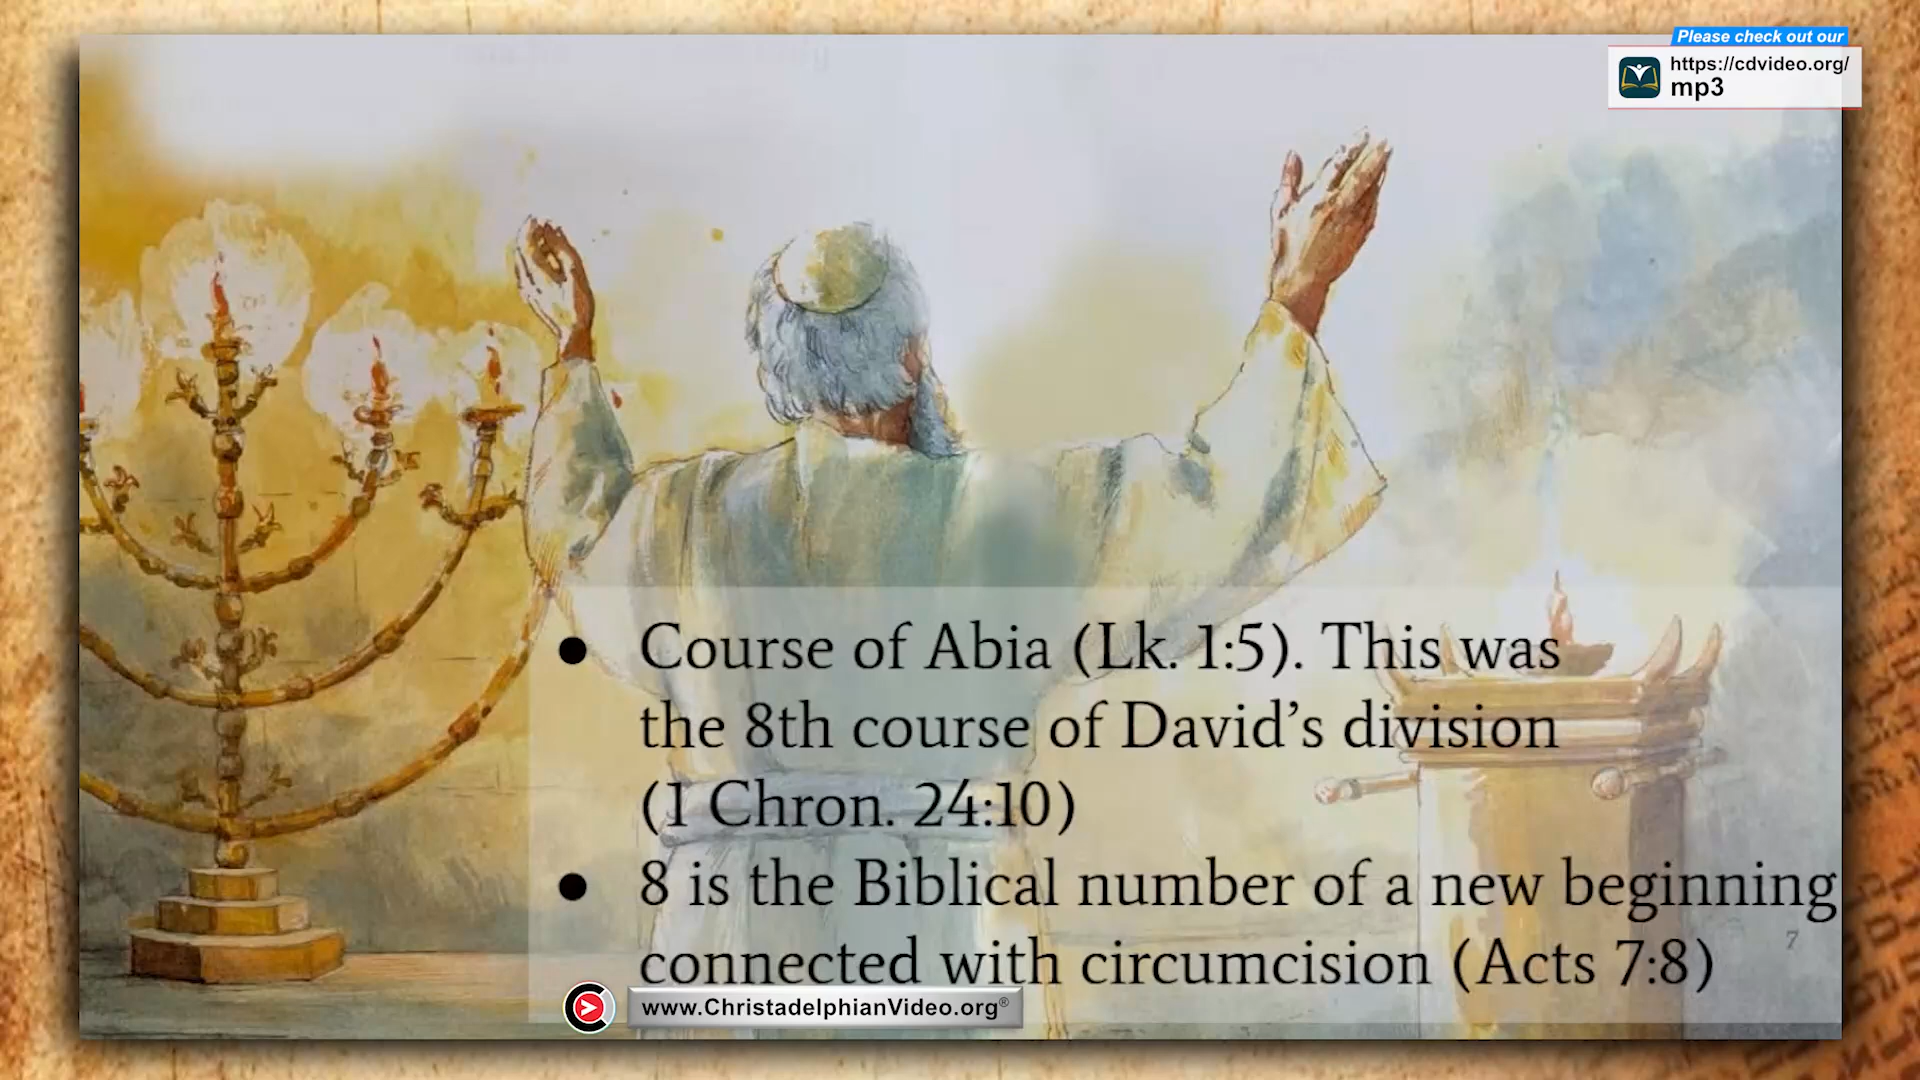 Please check out our
https://cdvideo.org/
mp3
• Course of Abia (Lk. 1:5). This was
the 8th course of David’s division
(1 Chron. 24:10)
• 8 is the Biblical number of a new beginning
connected with circumcision (Acts 7:8)
7
www.ChristadelphianVideo.org®